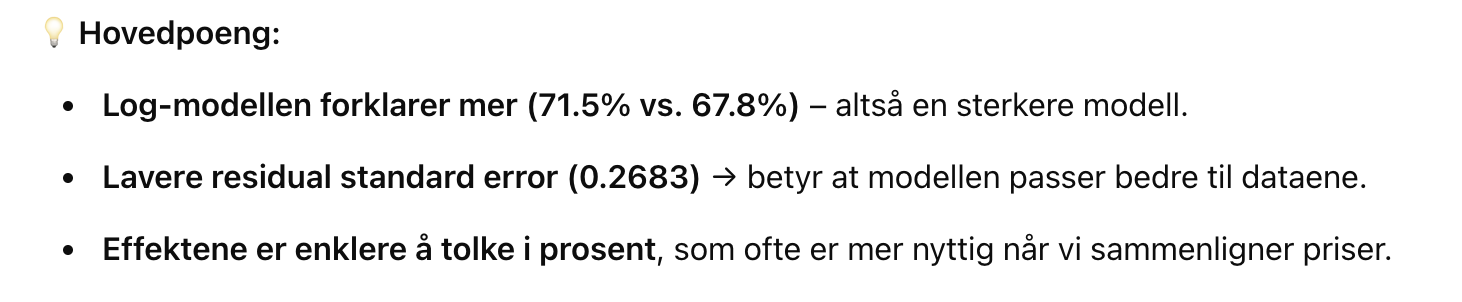 💡 Hovedpoeng:
• Log-modellen forklarer mer (71.5% vs. 67.8%) – altså en sterkere modell.
• Lavere residual standard error (0.2683) → betyr at modellen passer bedre til dataene.
• Effektene er enklere å tolke i prosent, som ofte er mer nyttig når vi sammenligner priser.